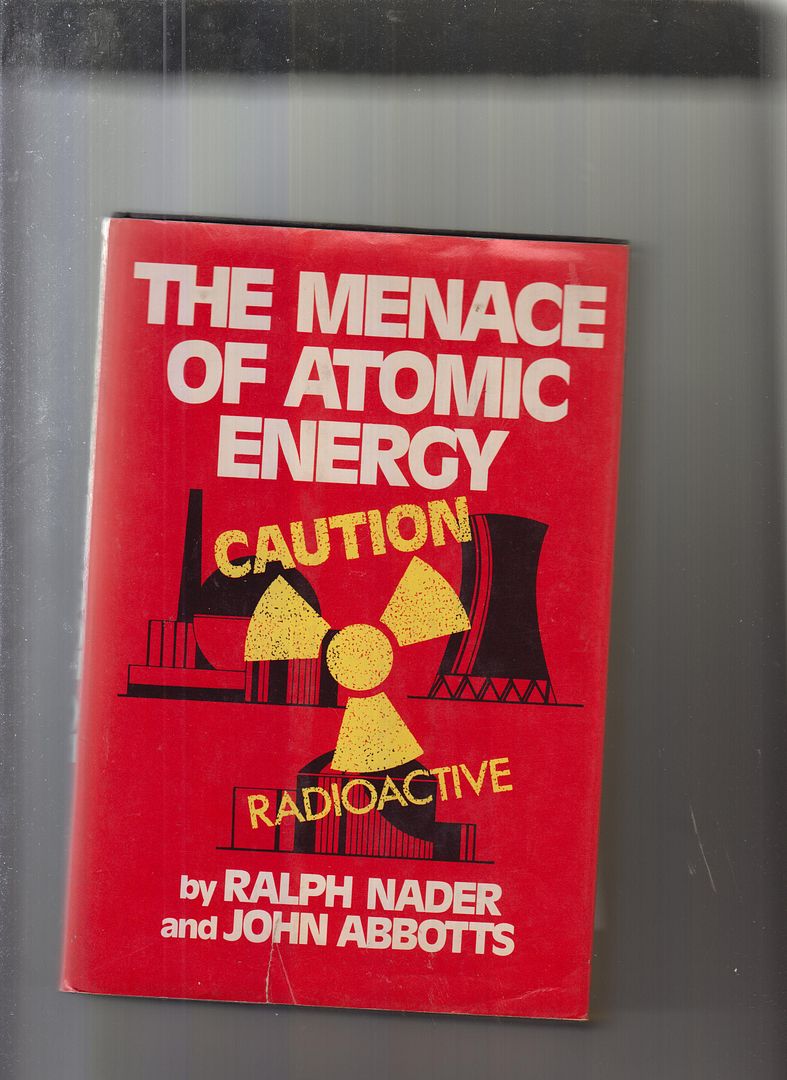 THE MENACE
OF ATOMIC
ENERGY
CAUTION
RADIOACTIVE
by RALPH NADER
and JOHN ABBOTTS